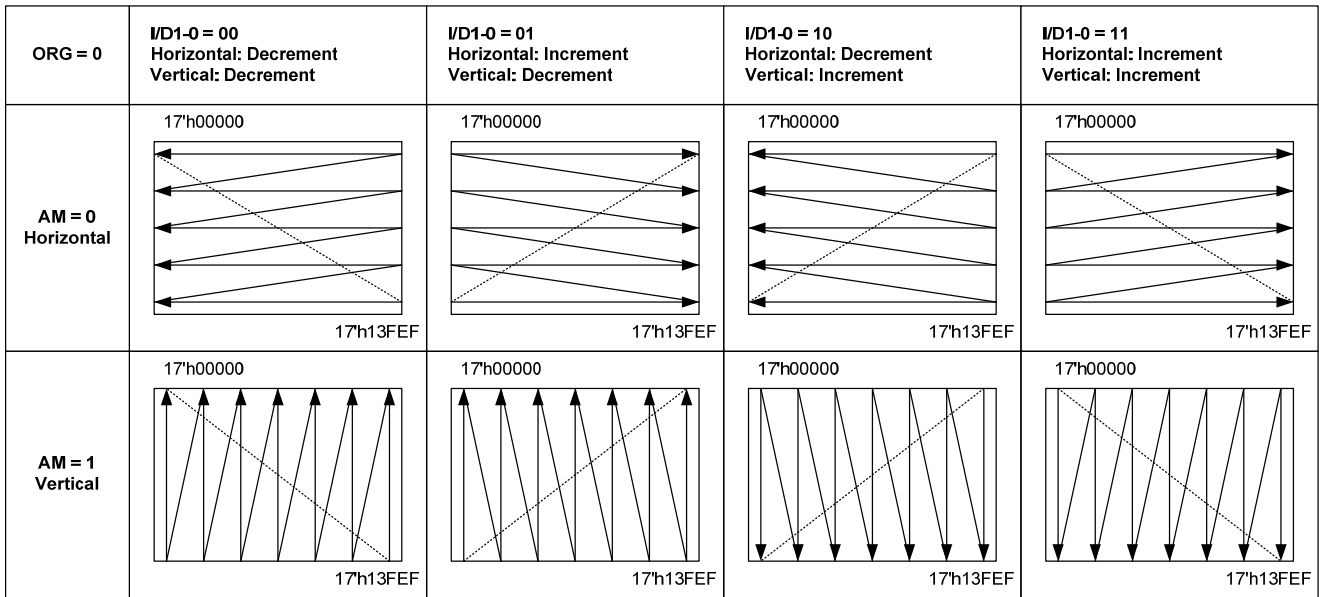 ORG = 0
I/D1-0 = 00
Horizontal: Decrement
Vertical: Decrement
I/D1-0 = 01
Horizontal: Increment
Vertical: Decrement
I/D1-0 = 10
Horizontal: Decrement
Vertical: Increment
I/D1-0 = 11
Horizontal: Increment
Vertical: Increment
AM = 0
Horizontal
17'h00000
17'h13FEF
17'h00000
17'h13FEF
17'h00000
17'h13FEF
17'h00000
17'h13FEF
AM = 1
Vertical
17'h00000
17'h13FEF
17'h00000
17'h13FEF
17'h00000
17'h13FEF
17'h00000
17'h13FEF